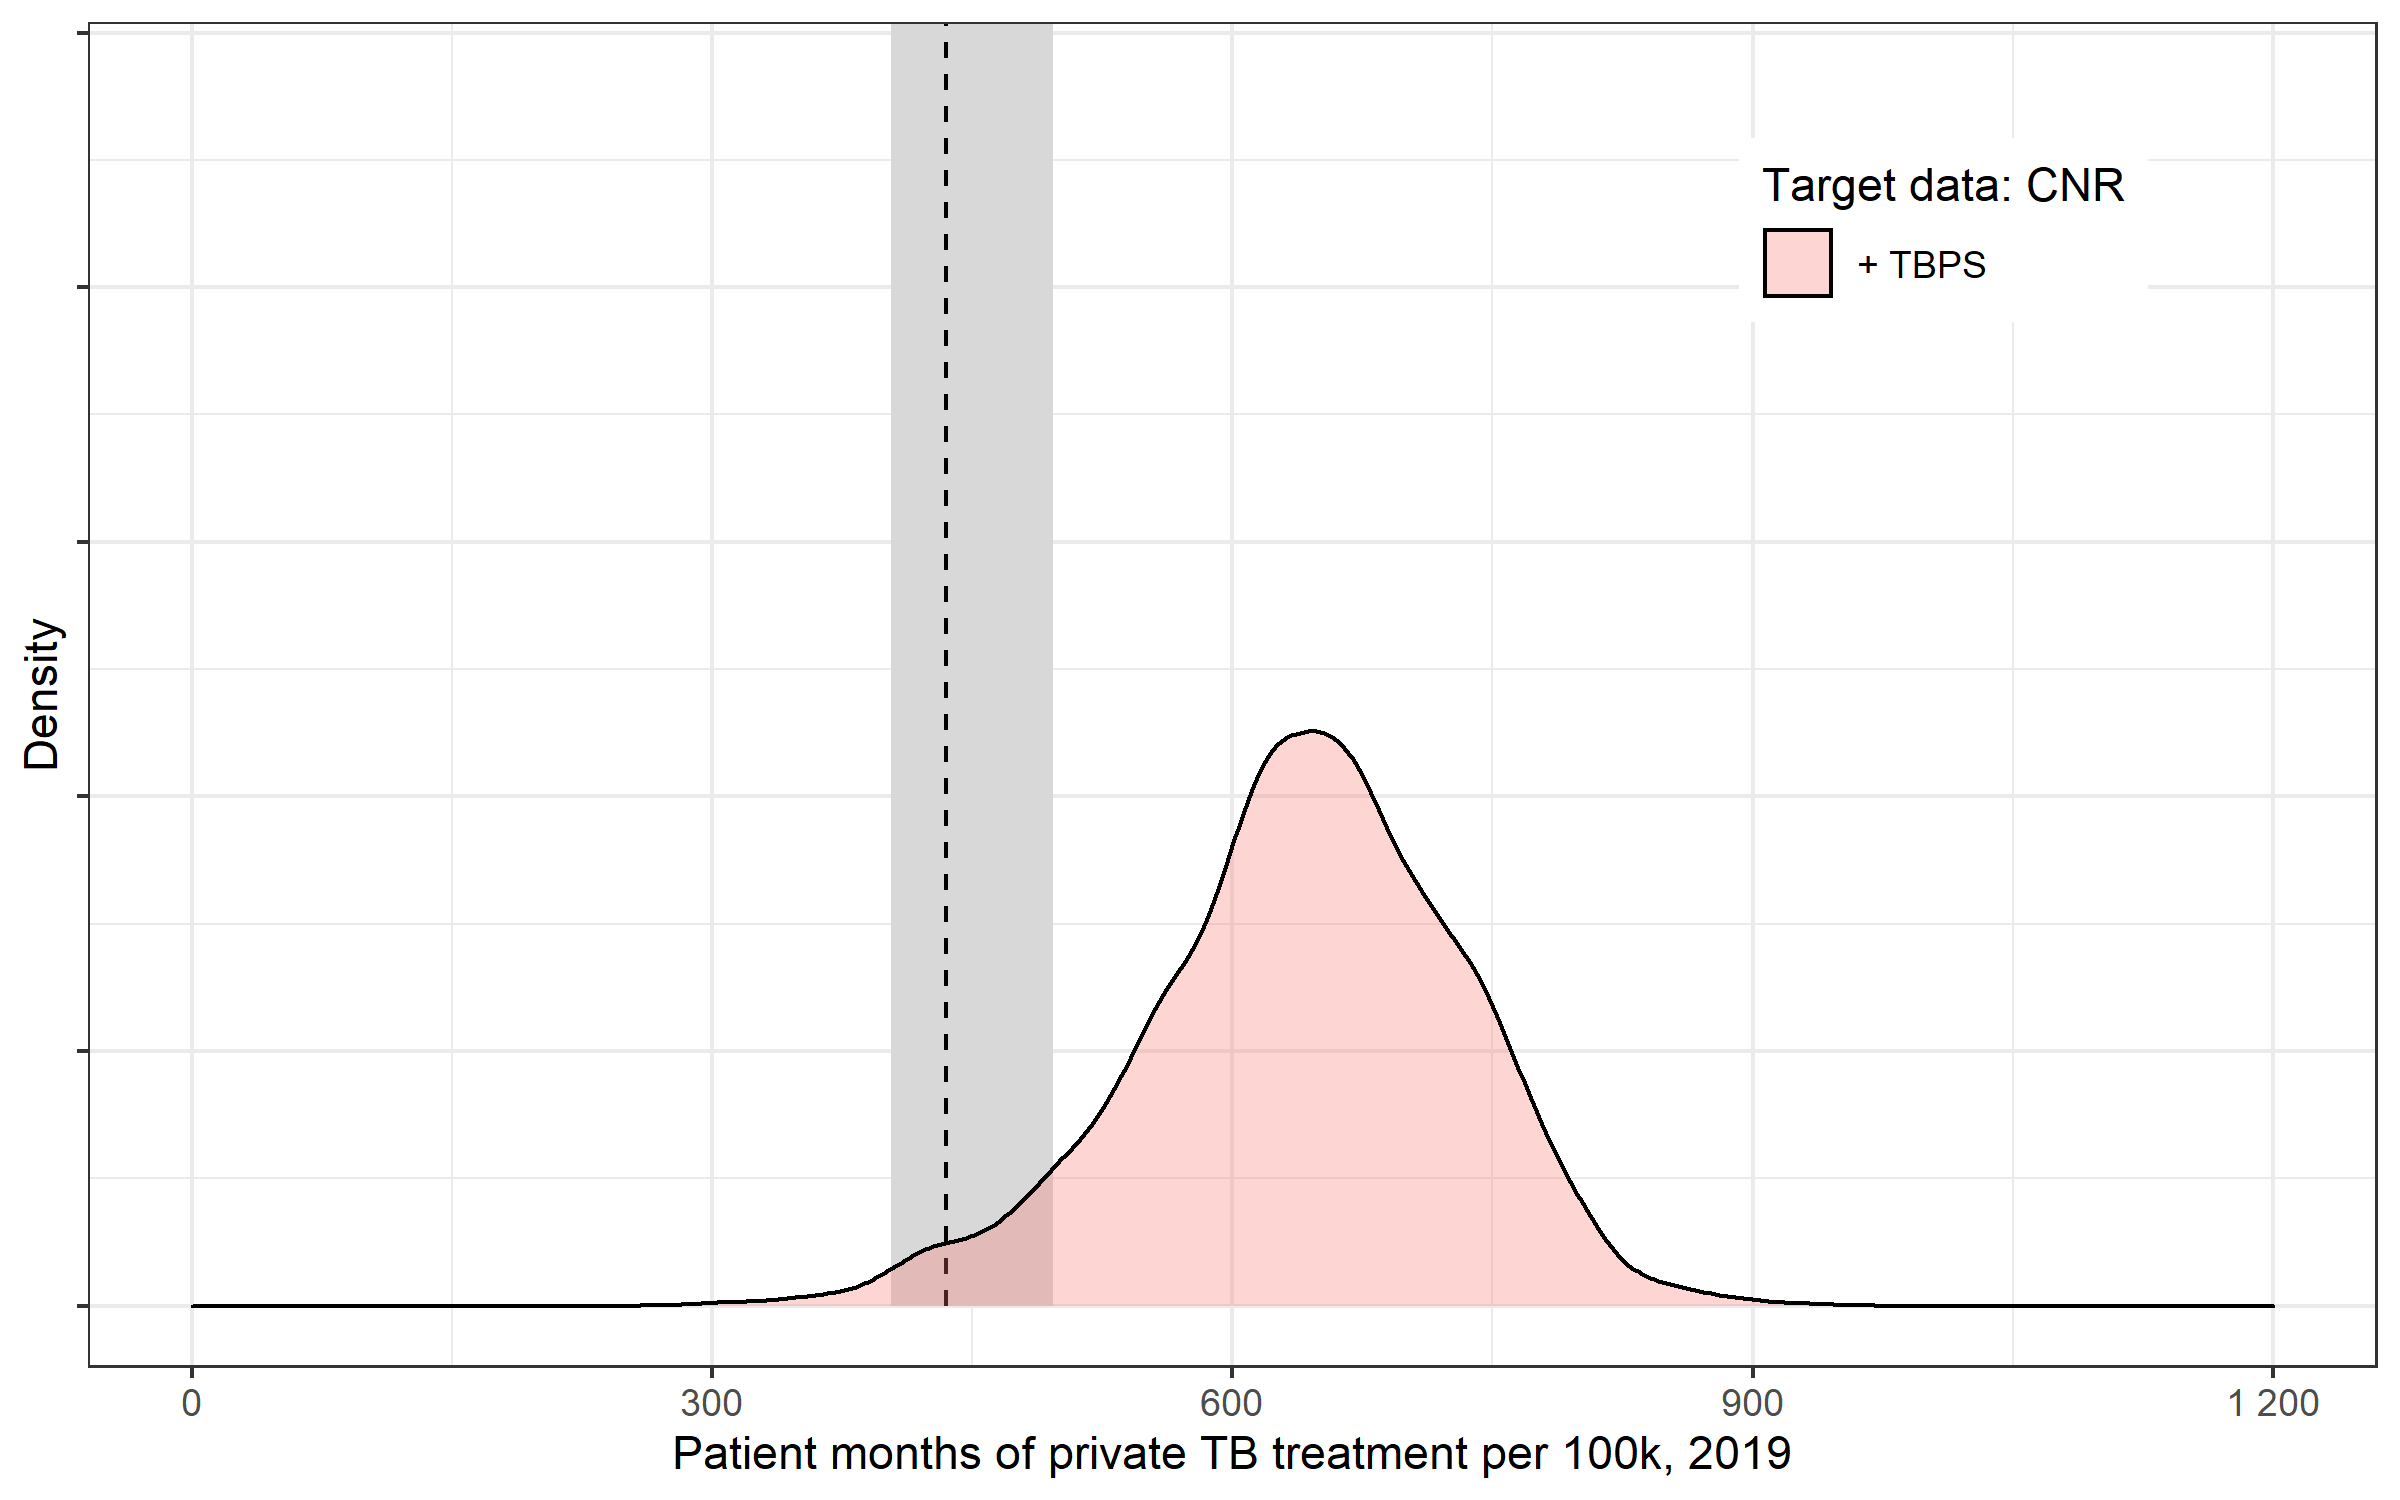 Target data: CNR
+ TBPS
Density
0 300 600 900 1 200
Patient months of private TB treatment per 100k, 2019